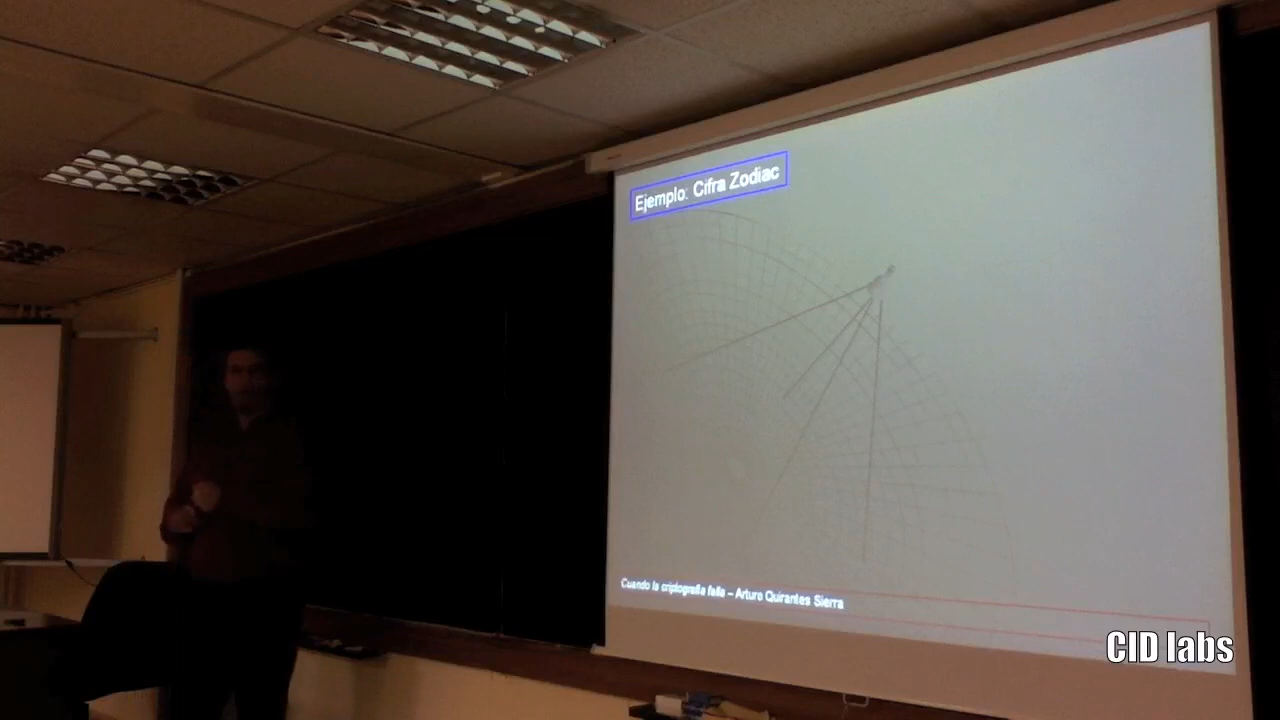 Ejemplo: Cifra Zodiac
Cuando la criptografía falla – Arturo Quirantes Sierra
CID labs